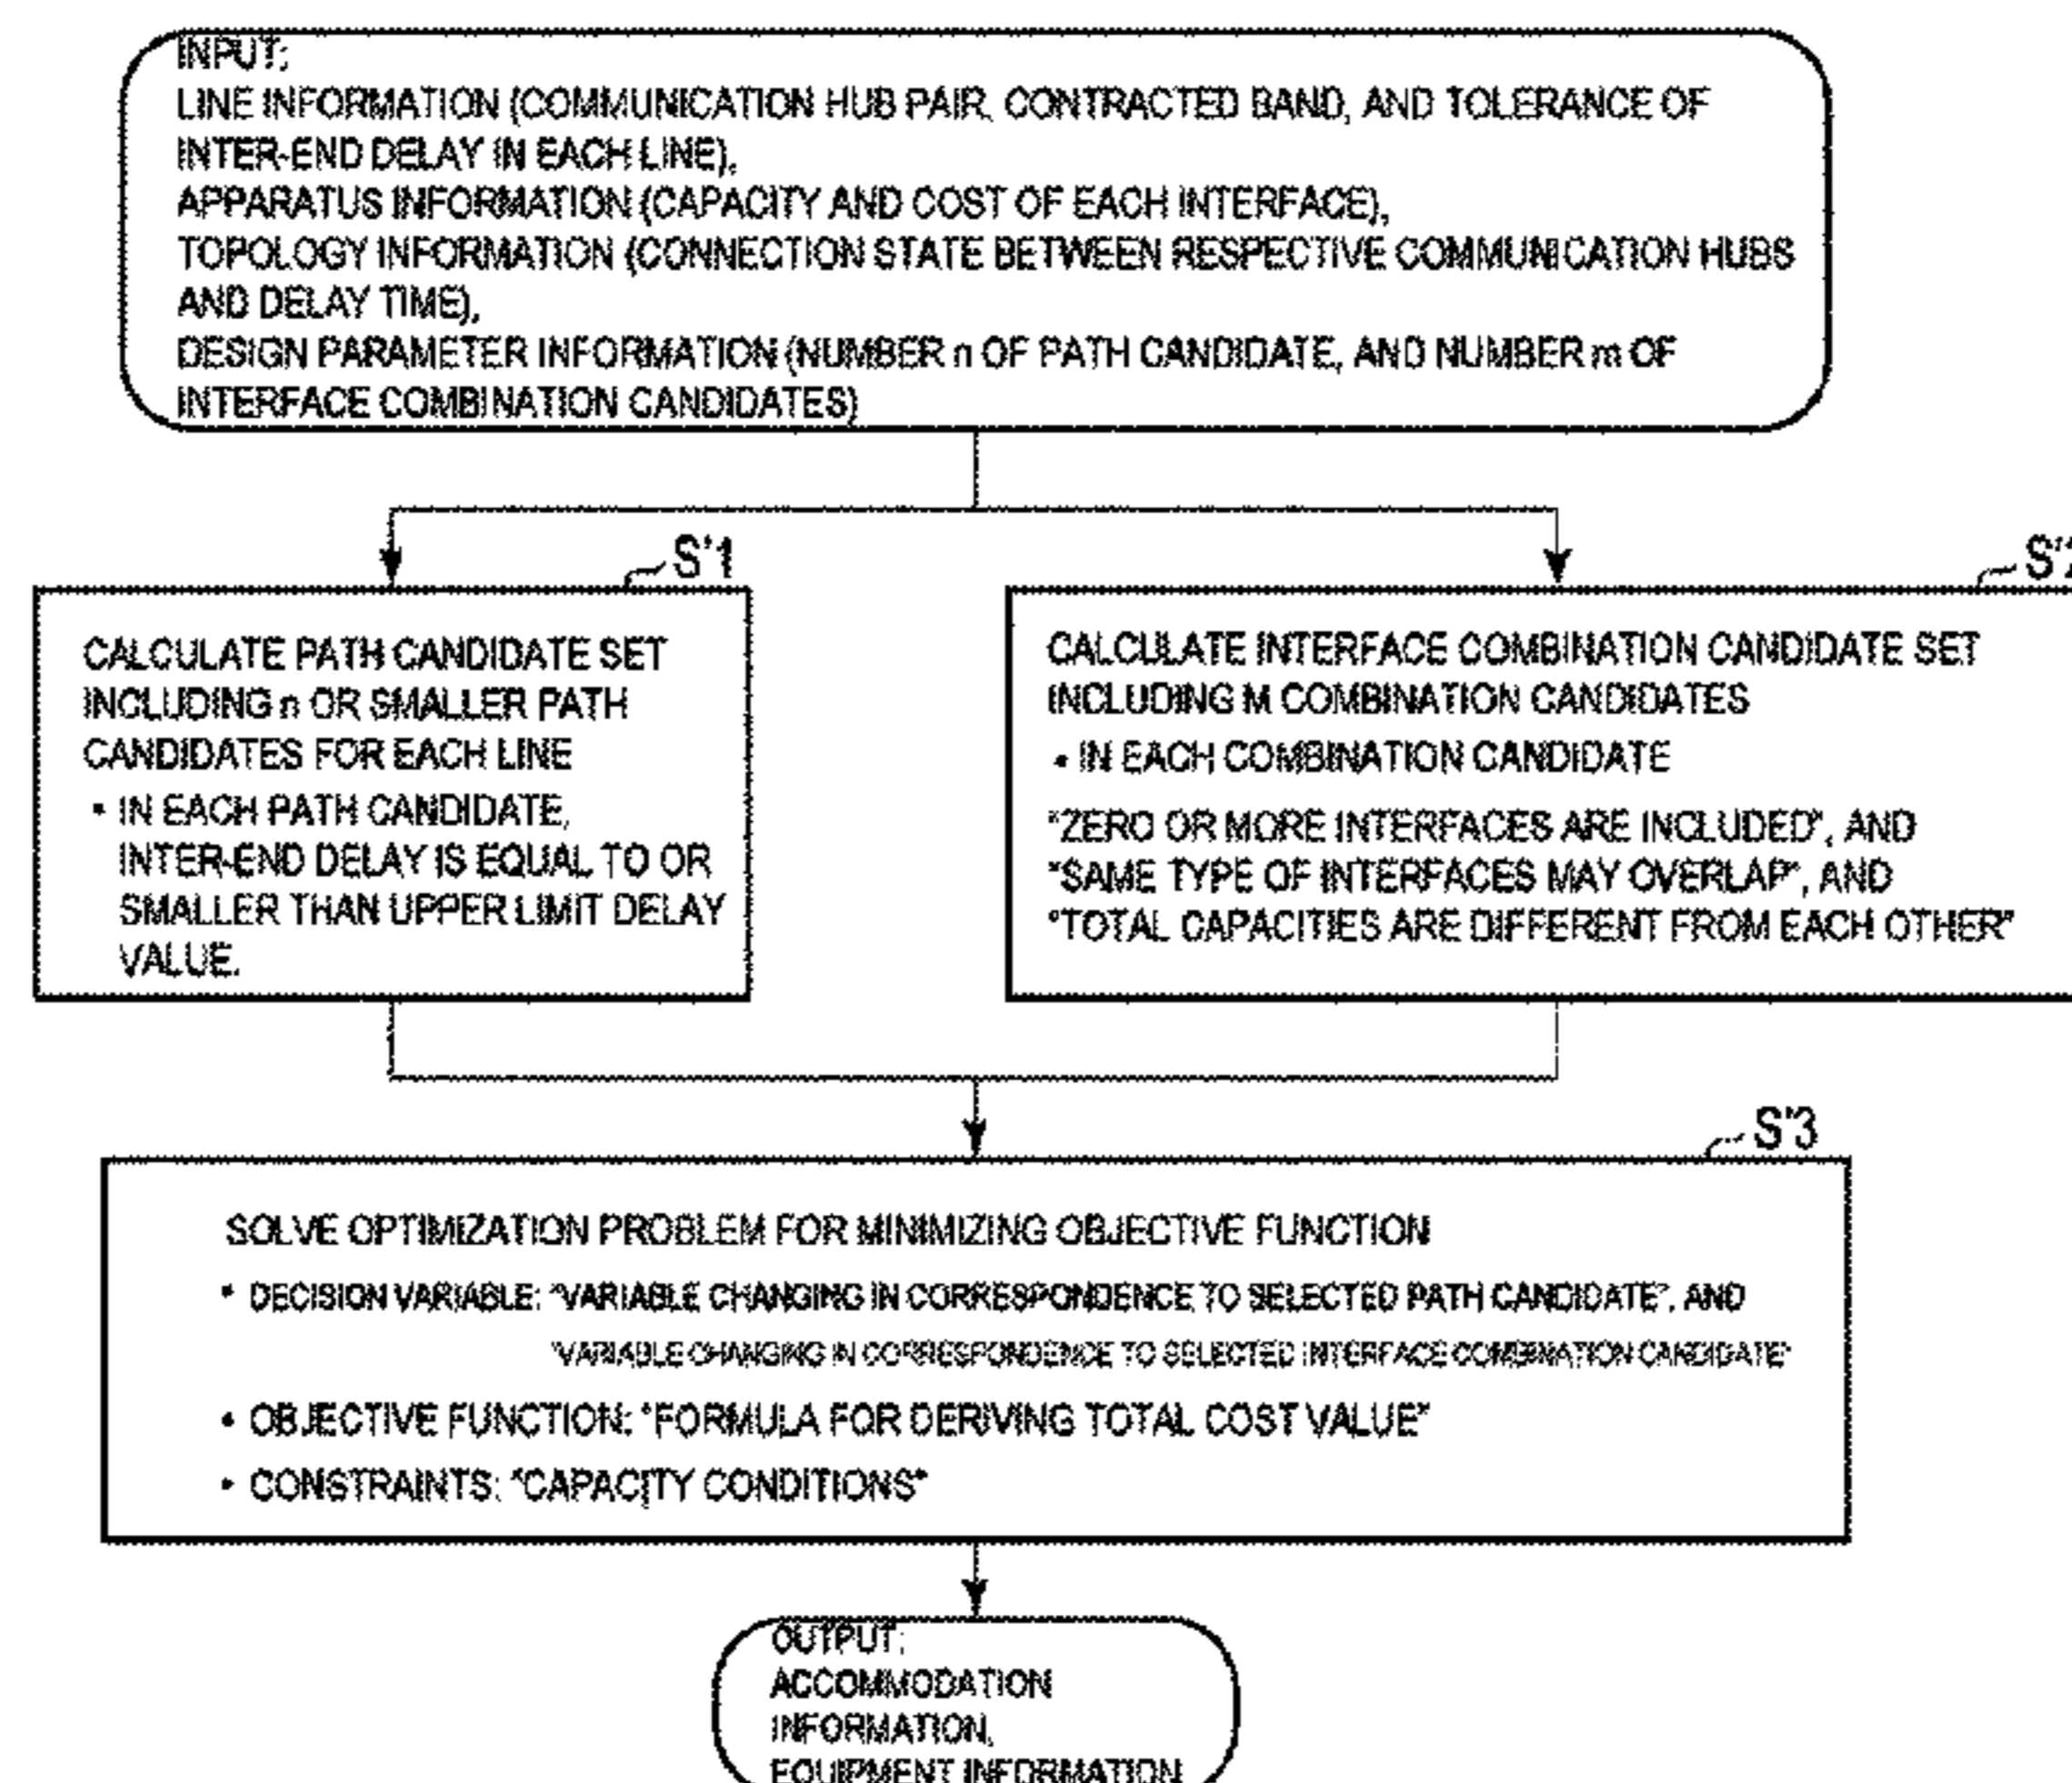 INPUT:
LINE INFORMATION (COMMUNICATION HUB PAIR, CONTRACTED BAND, AND TOLERANCE OF
INTER-END DELAY IN EACH LINE),
APPARATUS INFORMATION (CAPACITY AND COST OF EACH INTERFACE),
TOPOLOGY INFORMATION (CONNECTION STATE BETWEEN RESPECTIVE COMMUNICATION HUBS
AND DELAY TIME),
DESIGN PARAMETER INFORMATION (NUMBER n OF PATH CANDIDATE, AND NUMBER m OF
INTERFACE COMBINATION CANDIDATES)
S'1
CALCULATE PATH CANDIDATE SET
INCLUDING n OR SMALLER PATH
CANDIDATES FOR EACH LINE
• IN EACH PATH CANDIDATE,
INTER-END DELAY IS EQUAL TO OR
SMALLER THAN UPPER LIMIT DELAY
VALUE.
S'2
CALCULATE INTERFACE COMBINATION CANDIDATE SET
INCLUDING M COMBINATION CANDIDATES
• IN EACH COMBINATION CANDIDATE
"ZERO OR MORE INTERFACES ARE INCLUDED", AND
"SAME TYPE OF INTERFACES MAY OVERLAP", AND
"TOTAL CAPACITIES ARE DIFFERENT FROM EACH OTHER"
S'3
SOLVE OPTIMIZATION PROBLEM FOR MINIMIZING OBJECTIVE FUNCTION
• DECISION VARIABLE: "VARIABLE CHANGING IN CORRESPONDENCE TO SELECTED PATH CANDIDATE", AND
"VARIABLE CHANGING IN CORRESPONDENCE TO SELECTED INTERFACE COMBINATION CANDIDATE"
• OBJECTIVE FUNCTION: "FORMULA FOR DERIVING TOTAL COST VALUE"
• CONSTRAINTS: "CAPACITY CONDITIONS"
OUTPUT:
ACCOMMODATION
INFORMATION,
EQUIPMENT INFORMATION